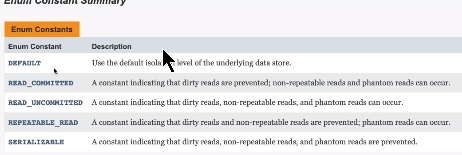 Enum Constant Summary
Enum Constants
Enum Constant Description
DEFAULT Use the default level of the underlying data store.
READ_COMMITTED A constant indicating that dirty reads are prevented; non-repeatable reads and phantom reads can occur.
READ_UNCOMMITTED A constant indicating that dirty reads, non-repeatable reads, and phantom reads can occur.
REPEATABLE_READ A constant indicating that dirty reads and non-repeatable reads are prevented; phantom reads can occur.
SERIALIZABLE A constant indicating that dirty reads, non-repeatable reads, and phantom reads are prevented.